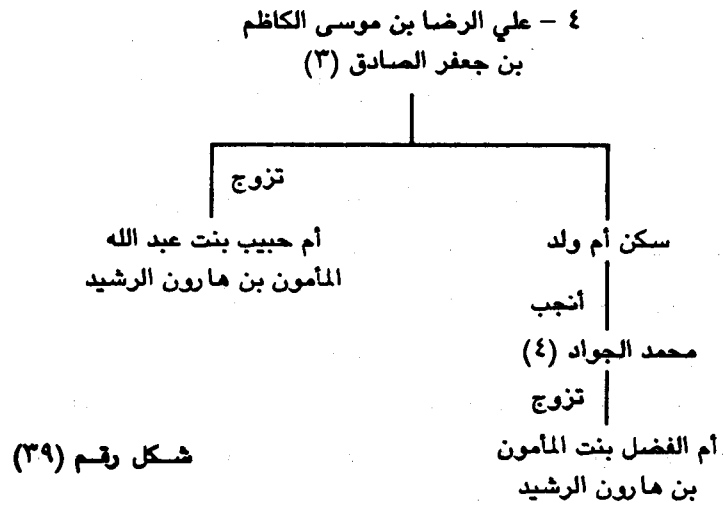 ٤ – علي الرضا بن موسى الكاظم
بن جعفر الصادق (٣)
تزوج
سكن أم ولد
أم حبيب بنت عبد الله
المأمون بن هارون الرشيد
أنجب
محمد الجواد (٤)
تزوج
أم الفضل بنت المأمون
بن هارون الرشيد
شكل رقم (٣٩)